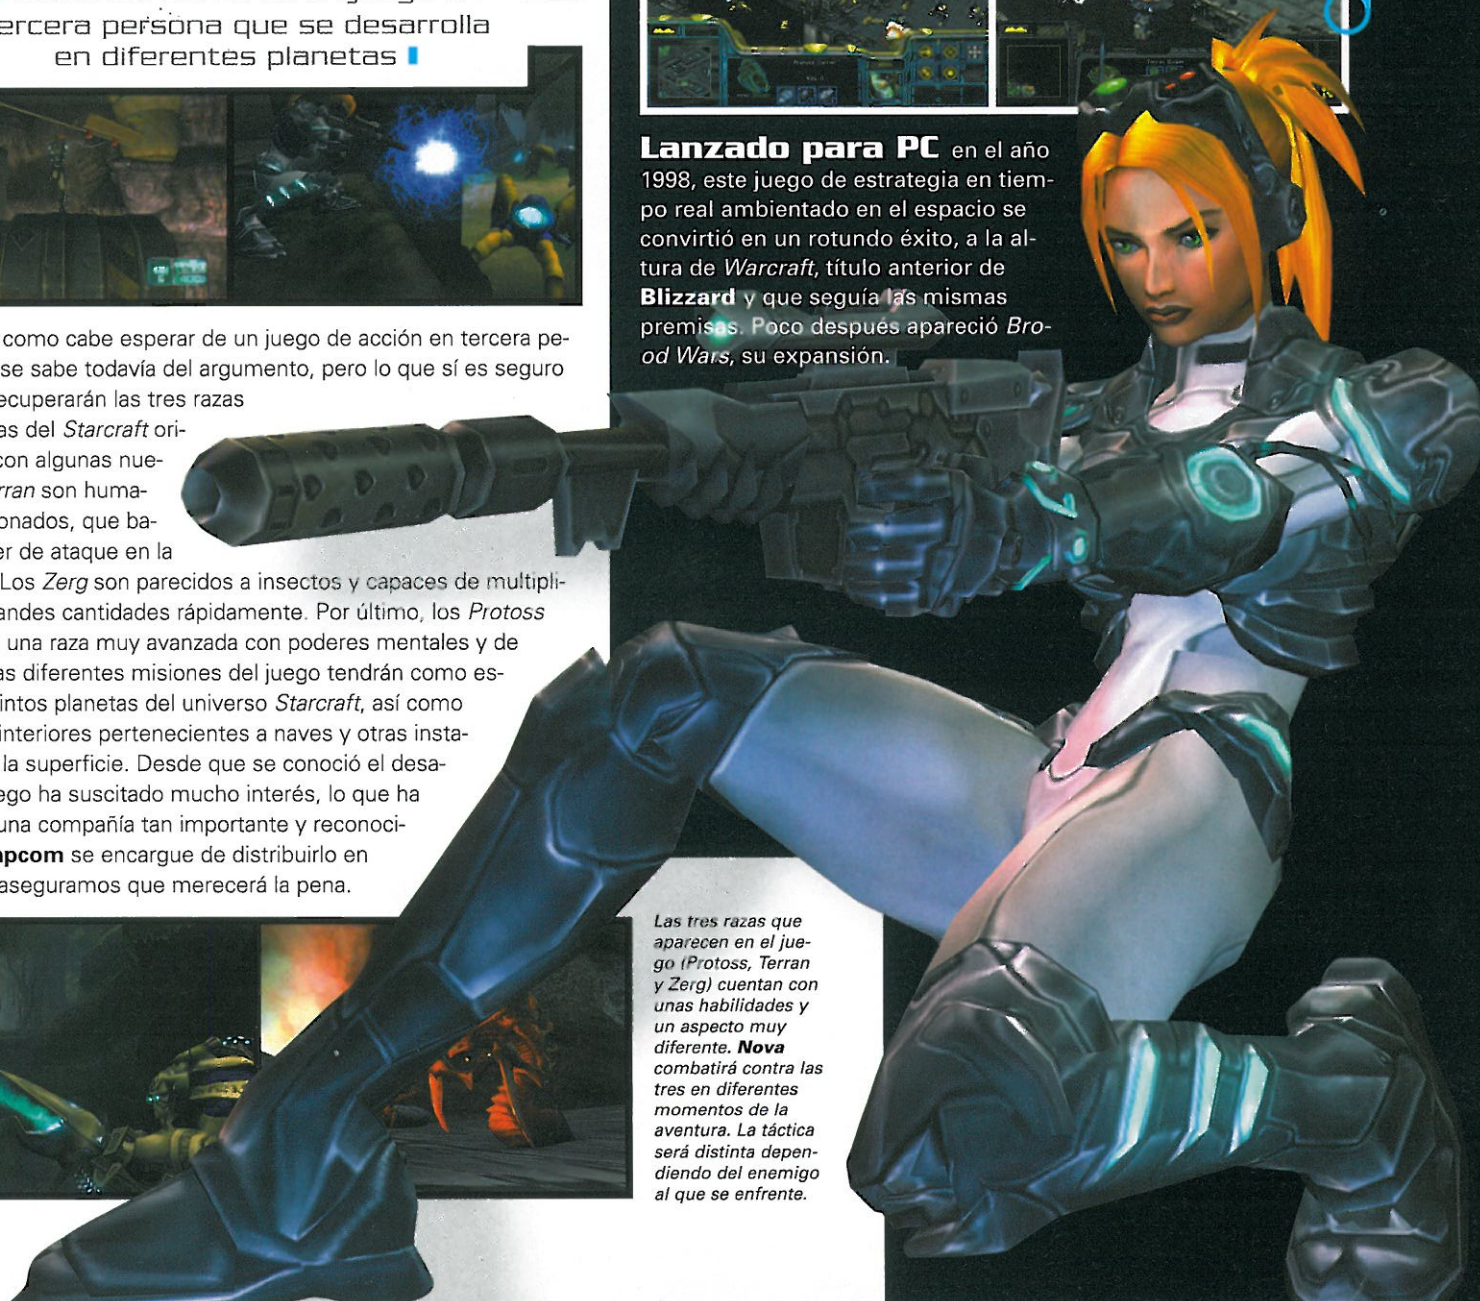 ercera persona que se desarrolla
en diferentes planetas
como cabe esperar de un juego de acción en tercera pe-
se sabe todavía del argumento, pero lo que sí es seguro
ecuperarán las tres razas
as del Starcraft ori-
con algunas nue-
rran son huma-
onados, que ba-
er de ataque en la
Los Zerg son parecidos a insectos y capaces de multipli-
andes cantidades rápidamente. Por último, los Protoss
una raza muy avanzada con poderes mentales y de
as diferentes misiones del juego tendrán como es-
intos planetas del universo Starcraft, así como
interiores pertenecientes a naves y otras insta-
la superficie. Desde que se conoció el desa-
ego ha suscitado mucho interés, lo que ha
una compañía tan importante y reconoci-
apcom se encargue de distribuirlo en
aseguramos que merecerá la pena.
Lanzado para PC en el año
1998, este juego de estrategia en tiem-
po real ambientado en el espacio se
convirtió en un rotundo éxito, a la al-
tura de Warcraft, título anterior de
Blizzard y que seguía las mismas
premisas. Poco después apareció Bro-
od Wars, su expansión.
Las tres razas que
aparecen en el jue-
go (Protoss, Terran
y Zerg) cuentan con
unas habilidades y
un aspecto muy
diferente. Nova
combatirá contra las
tres en diferentes
momentos de la
aventura. La táctica
será distinta depen-
diendo del enemigo
al que se enfrente.